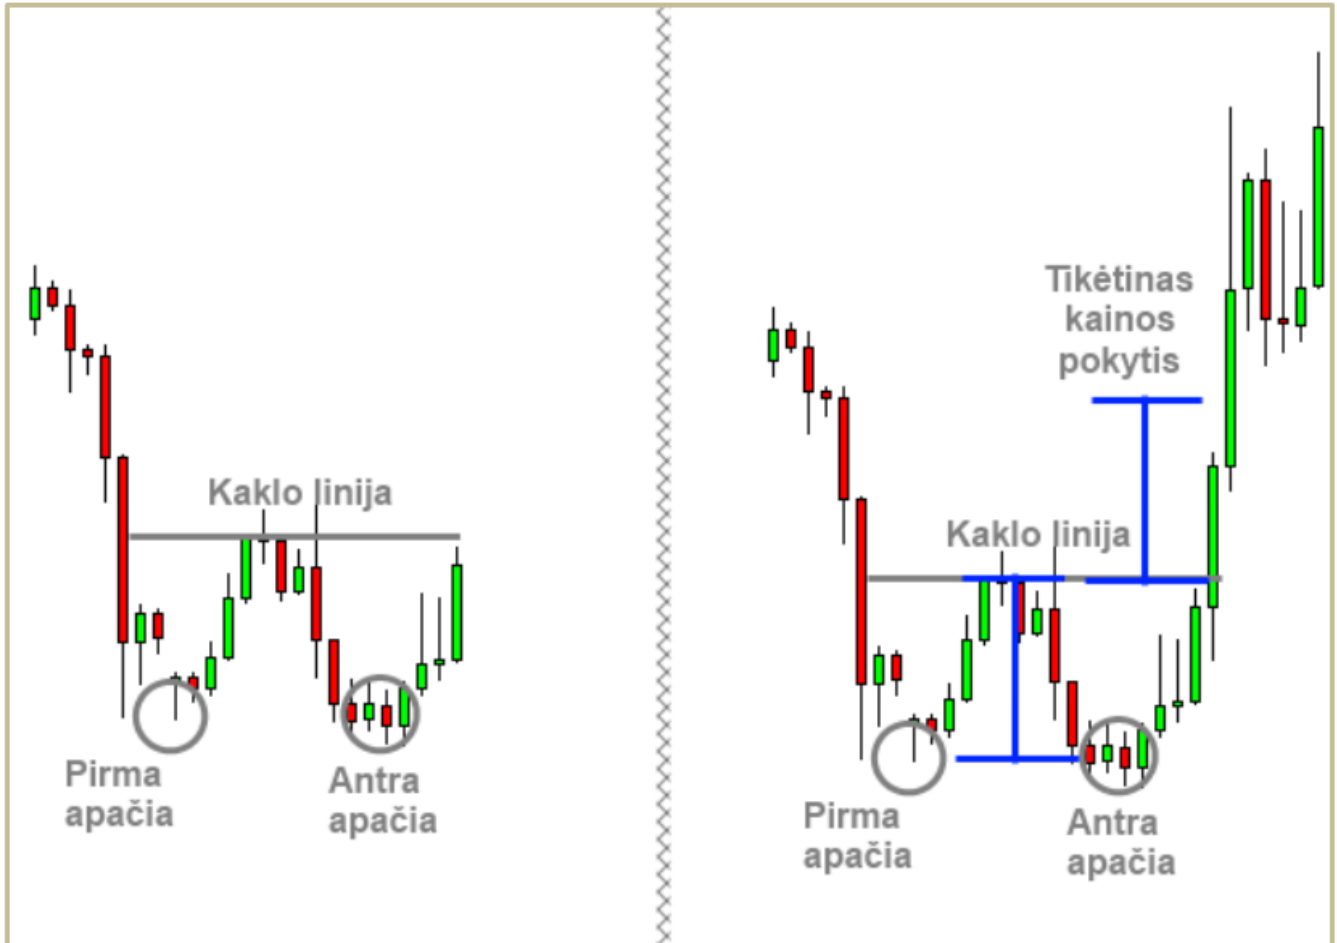 Kaklo linija
Pirma
apačia
Antra
apačia
Tikėtinas
kainos
pokytis
Kaklo linija
Pirma
apačia
Antra
apačia